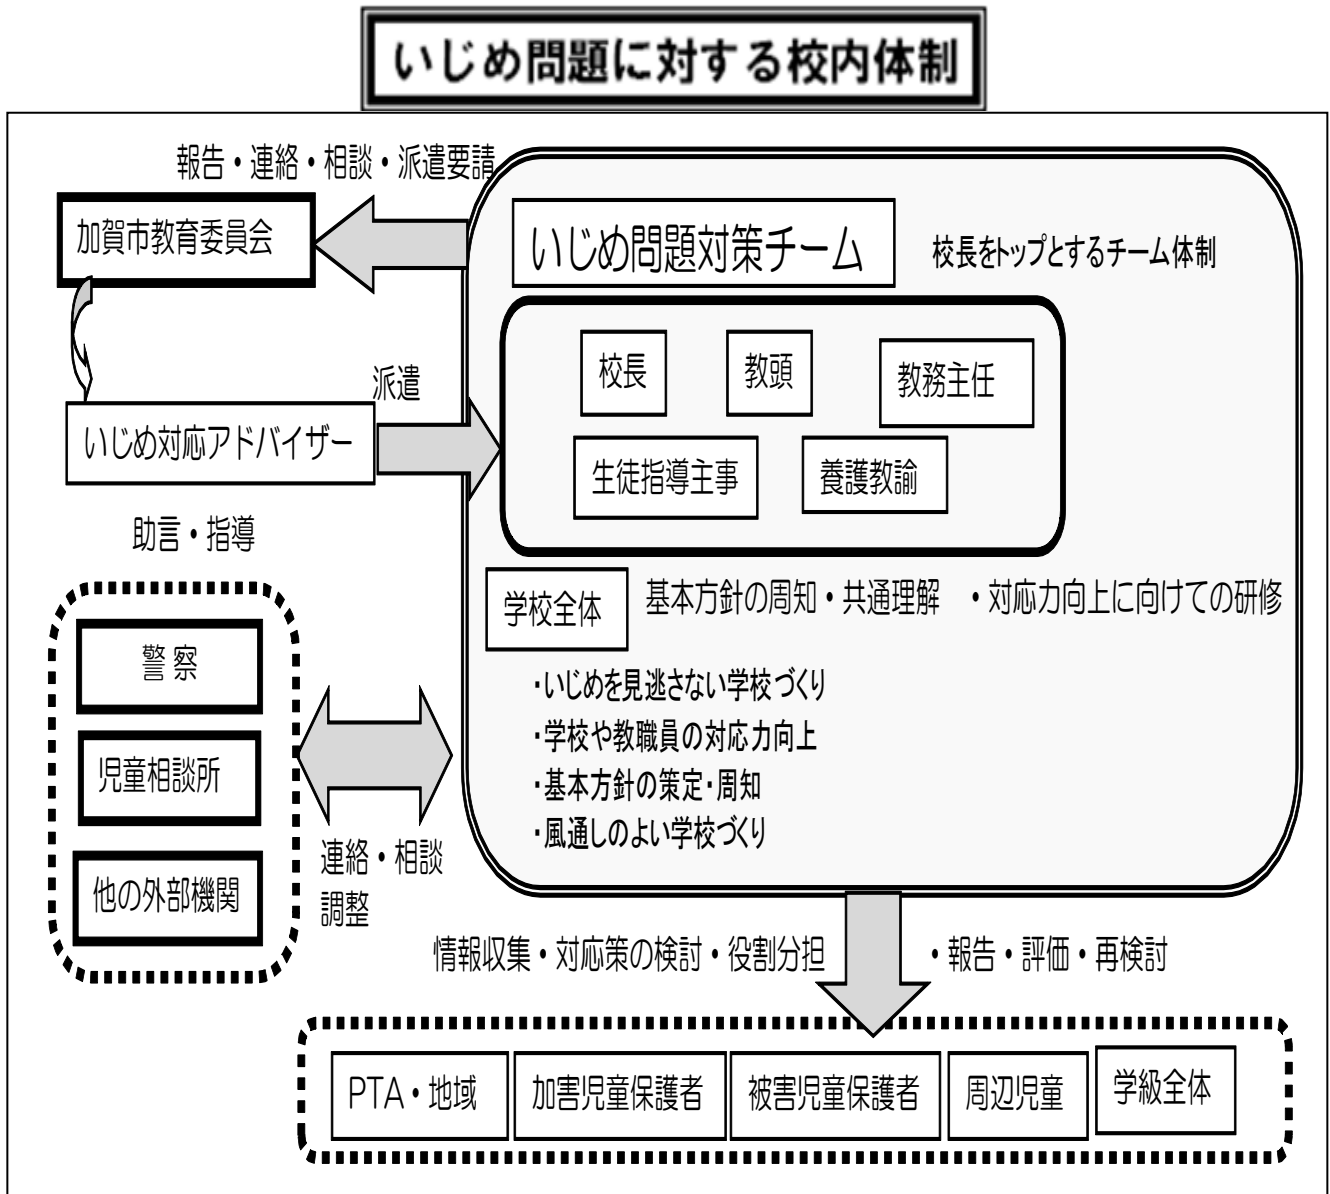 いじめ問題に対する校内体制
報告・連絡・相談・派遣要請
加賀市教育委員会
いじめ問題対策チーム
校長をトップとするチーム体制
校長
教頭
教務主任
派遣
いじめ対応アドバイザー
生徒指導主事
養護教諭
助言・指導
学校全体
基本方針の周知・共通理解 ・対応力向上に向けての研修
警察
・いじめを見逃さない学校づくり
・学校や教職員の対応力向上
児童相談所
・基本方針の策定・周知
・風通しのよい学校づくり
連絡・相談
調整
他の外部機関
情報収集・対応策の検討・役割分担 ・報告・評価・再検討
PTA・地域
加害児童保護者
被害児童保護者
周辺児童
学級全体